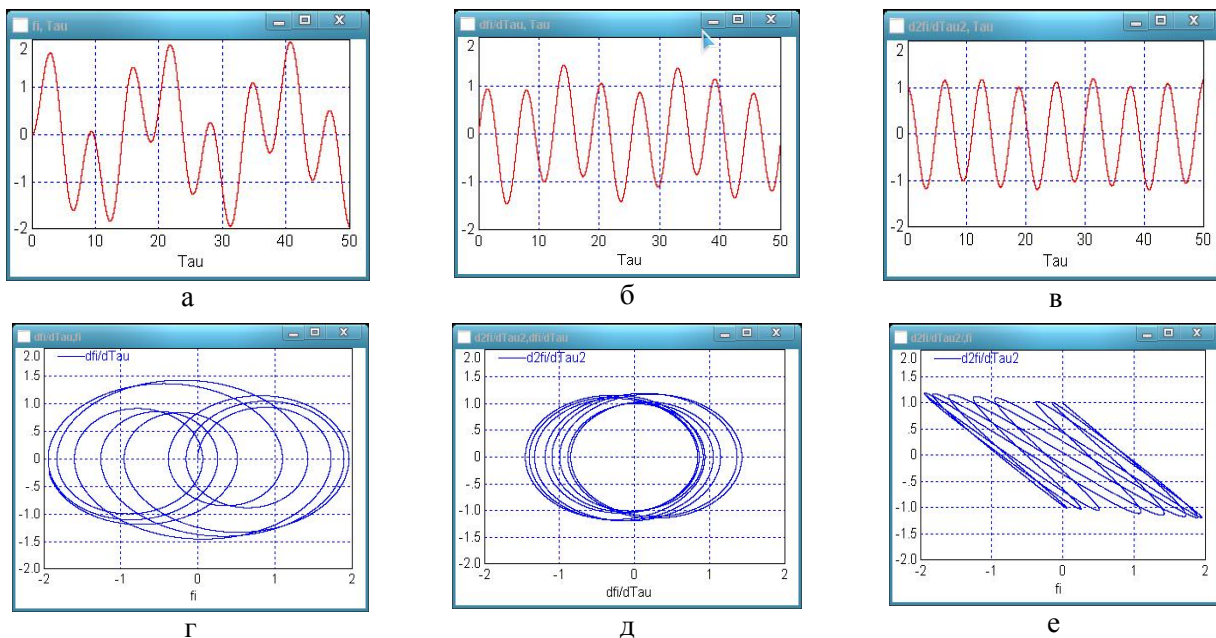 fi, Tau
2
1
0
-1
-2
0 10 20 30 40 50
Tau
а
dfi/dTau, Tau
2
1
0
-1
-2
0 10 20 30 40 50
Tau
б
d2fi/dTau2, Tau
2
1
0
-1
-2
0 10 20 30 40 50
Tau
в
dfi/dTau,fi
dfi/dTau
2.0
1.5
1.0
.5
0
-.5
-1.0
-1.5
-2.0
-2 -1 0 1 2
fi
г
d2fi/dTau2,dfi/dTau
d2fi/dTau2
2.0
1.5
1.0
.5
0
-.5
-1.0
-1.5
-2.0
-2 -1 0 1 2
dfi/dTau
д
d2fi/dTau2,fi
d2fi/dTau2
2.0
1.5
1.0
.5
0
-.5
-1.0
-1.5
-2.0
-2 -1 0 1 2
fi
е